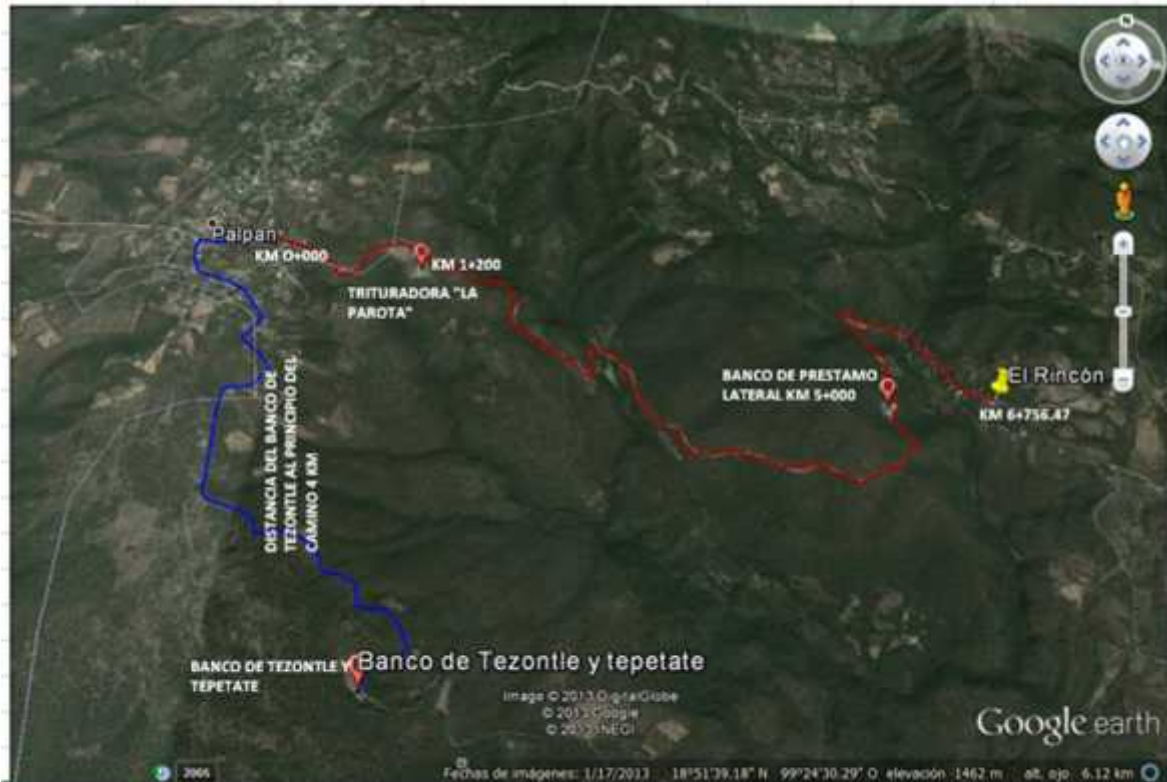 Palpan
KM 0+000
KM 1+200
TRITURADORA "LA
PAROTA"
BANCO DE PRESTAMO
LATERAL KM 5+000
El Rincón
KM 6+756.47
DISTANCIA DEL BANCO DE
TEZONTLE AL PRINCIPIO DEL
CAMINO 4 KM
BANCO DE TEZONTLE Y
TEPETATE
Banco de Tezontle y tepetate
Image © 2013 DigitalGlobe
© 2013 Google
© 2013 INEGI
Google earth
2005 Fechas de imágenes: 1/17/2013 18°51'39.18" N 99°24'30.29" O elevación 1462 m alt. ojo 6.12 km